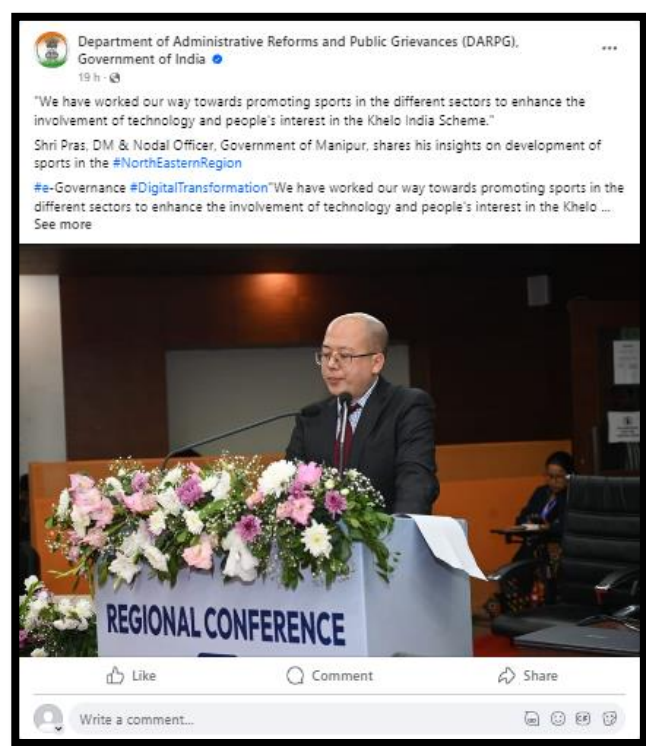 Department of Administrative Reforms and Public Grievances (DARPG),
Government of India
19 h ·
"We have worked our way towards promoting sports in the different sectors to enhance the
involvement of technology and people's interest in the Khelo India Scheme."
Shri Pras, DM & Nodal Officer, Government of Manipur, shares his insights on development of
sports in the #NorthEasternRegion
#e-Governance #DigitalTransformation"We have worked our way towards promoting sports in the
different sectors to enhance the involvement of technology and people's interest in the Khelo ...
See more
REGIONAL CONFERENCE
Like
Comment
Share
Write a comment...